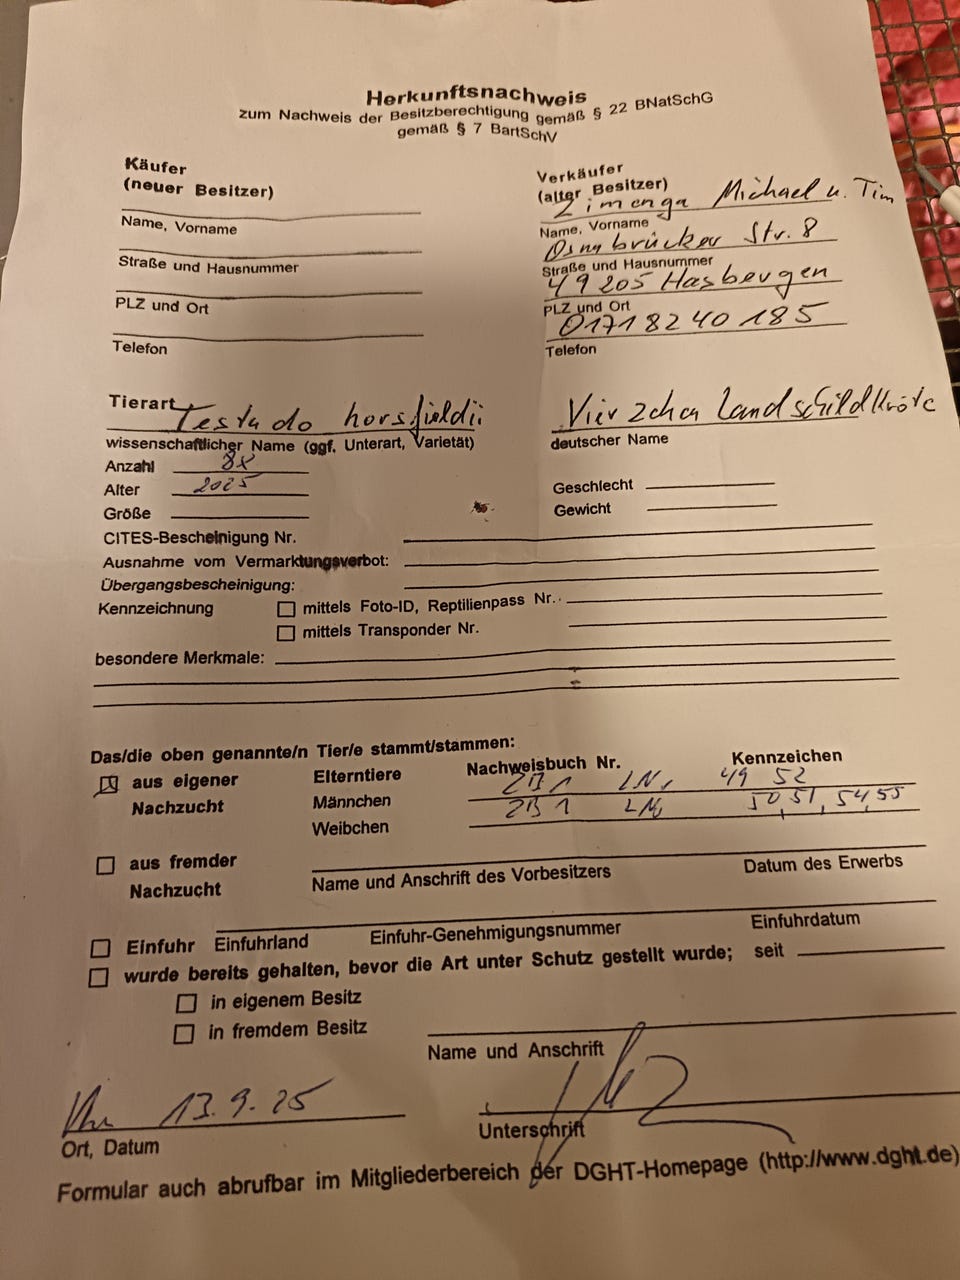 Herkunftsnachweis
zum Nachweis der Besitzberechtigung gemäß § 22 BNatSchG
gemäß § 7 BartSchV
Käufer
(neuer Besitzer)
Name, Vorname
Straße und Hausnummer
PLZ und Ort
Telefon
Verkäufer
(alter Besitzer)
Zimenga Michael u. Tim
Name, Vorname
Osnabrücker Str. 8
Straße und Hausnummer
49205 Hasbergen
PLZ und Ort
01718240185
Telefon
Tierart Testudo horsfieldii
wissenschaftlicher Name (ggf. Unterart, Varietät)
Vierzehen Landschildkröte
deutscher Name
Anzahl 8x
Alter 2025
Größe
Geschlecht
Gewicht
CITES-Bescheinigung Nr.
Ausnahme vom Vermarktungsverbot:
Übergangsbescheinigung:
Kennzeichnung mittels Foto-ID, Reptilienpass Nr.
mittels Transponder Nr.
besondere Merkmale:
Das/die oben genannte/n Tier/e stammt/stammen:
aus eigener Nachzucht
Elterntiere Nachweisbuch Nr. Kennzeichen
Männchen ZB 1 LN, 49 52
Weibchen ZB 1 LN 50, 51, 54, 55
aus fremder Nachzucht
Name und Anschrift des Vorbesitzers Datum des Erwerbs
Einfuhr Einfuhrland Einfuhr-Genehmigungsnummer Einfuhrdatum
wurde bereits gehalten, bevor die Art unter Schutz gestellt wurde; seit
in eigenem Besitz
in fremdem Besitz
Name und Anschrift
13.9.25
Ort, Datum
Unterschrift
Formular auch abrufbar im Mitgliederbereich der DGHT-Homepage (http://www.dght.de)